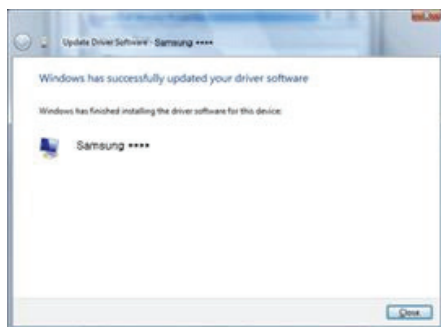 Update Driver Software - Samsung ****
Windows has successfully updated your driver software
Windows has finished installing the driver software for this device:
Samsung ****
Close